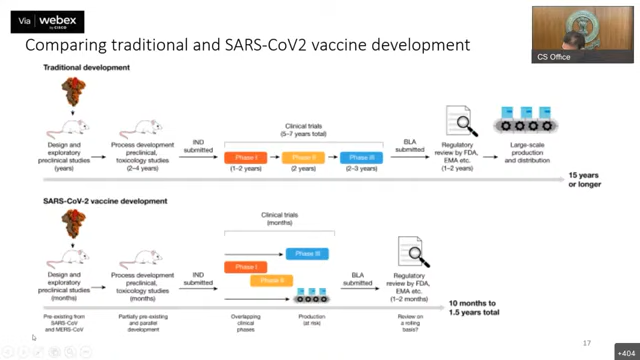 Via webex
by CISCO
Comparing traditional and SARS-CoV2 vaccine development
CS Office
Traditional development
Design and
exploratory
preclinical studies
(years)
Process development
preclinical,
toxicology studies
(2–4 years)
IND
submitted
Clinical trials
(5–7 years total)
Phase I
(1–2 years)
Phase II
(2 years)
Phase III
(2–3 years)
BLA
submitted
Regulatory
review by FDA,
EMA etc.
(1–2 years)
Large-scale
production
and distribution
15 years
or longer
SARS-CoV-2 vaccine development
Design and
exploratory
preclinical studies
(months)
Process development
preclinical,
toxicology studies
(months)
IND
submitted
Clinical trials
(months)
Phase III
Phase I
Phase II
BLA
submitted
Regulatory
review by FDA,
EMA etc.
(1–2 months)
10 months
to 1.5 years total
Pre-existing from
SARS-CoV
and MERS-CoV
Partially pre-existing
and parallel
development
Overlapping
clinical
phases
Production
(at risk)
Review on
a rolling
basis?
17
+404